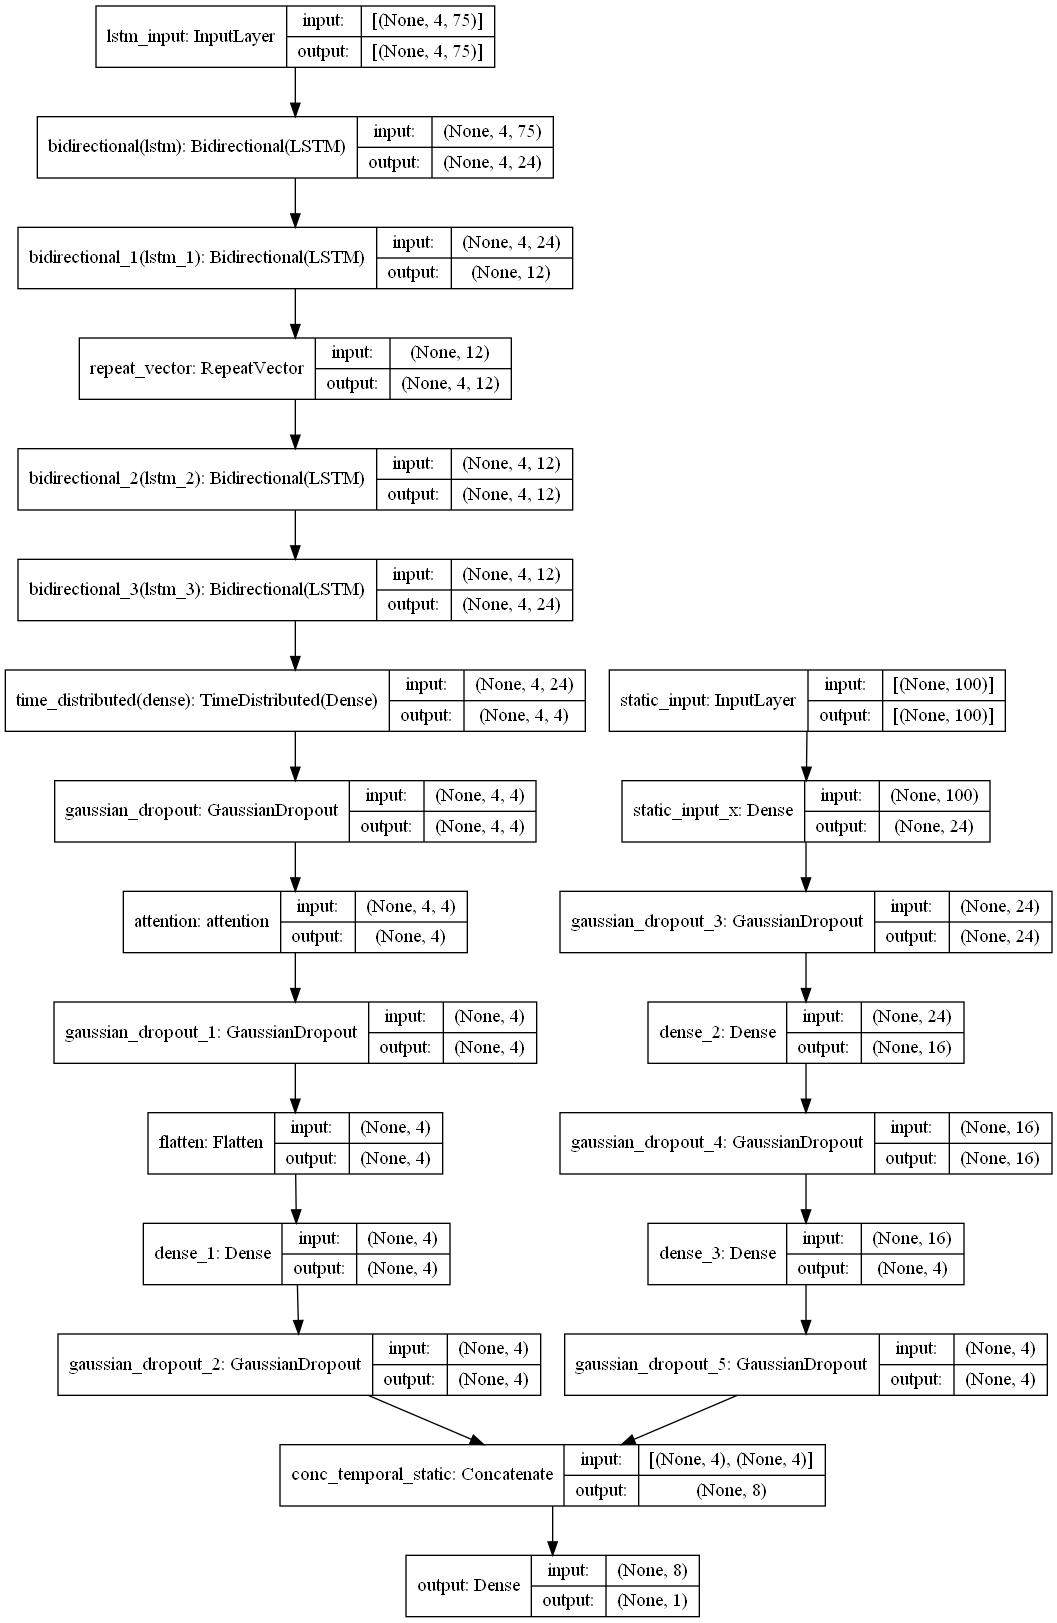 lstm_input: InputLayer
input: [(None, 4, 75)]
output: [(None, 4, 75)]
bidirectional(lstm): Bidirectional(LSTM)
input: (None, 4, 75)
output: (None, 4, 24)
bidirectional_1(lstm_1): Bidirectional(LSTM)
input: (None, 4, 24)
output: (None, 12)
repeat_vector: RepeatVector
input: (None, 12)
output: (None, 4, 12)
bidirectional_2(lstm_2): Bidirectional(LSTM)
input: (None, 4, 12)
output: (None, 4, 12)
bidirectional_3(lstm_3): Bidirectional(LSTM)
input: (None, 4, 12)
output: (None, 4, 24)
time_distributed(dense): TimeDistributed(Dense)
input: (None, 4, 24)
output: (None, 4, 4)
static_input: InputLayer
input: [(None, 100)]
output: [(None, 100)]
gaussian_dropout: GaussianDropout
input: (None, 4, 4)
output: (None, 4, 4)
static_input_x: Dense
input: (None, 100)
output: (None, 24)
attention: attention
input: (None, 4, 4)
output: (None, 4)
gaussian_dropout_3: GaussianDropout
input: (None, 24)
output: (None, 24)
gaussian_dropout_1: GaussianDropout
input: (None, 4)
output: (None, 4)
dense_2: Dense
input: (None, 24)
output: (None, 16)
flatten: Flatten
input: (None, 4)
output: (None, 4)
gaussian_dropout_4: GaussianDropout
input: (None, 16)
output: (None, 16)
dense_1: Dense
input: (None, 4)
output: (None, 4)
dense_3: Dense
input: (None, 16)
output: (None, 4)
gaussian_dropout_2: GaussianDropout
input: (None, 4)
output: (None, 4)
gaussian_dropout_5: GaussianDropout
input: (None, 4)
output: (None, 4)
conc_temporal_static: Concatenate
input: [(None, 4), (None, 4)]
output: (None, 8)
output: Dense
input: (None, 8)
output: (None, 1)